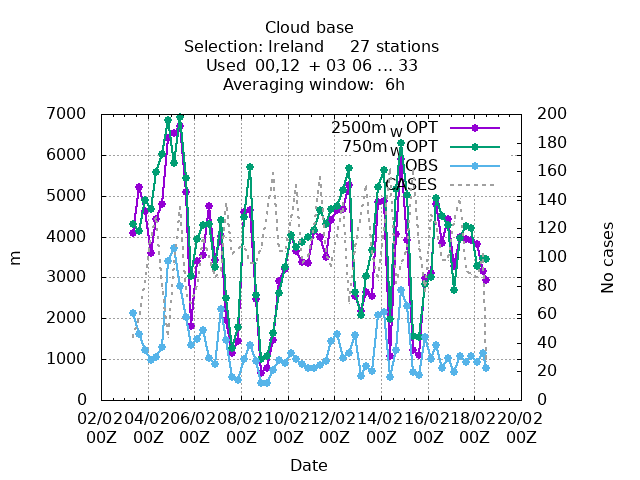 Cloud base
Selection: Ireland 27 stations
Used 00,12 + 03 06 ... 33
Averaging window: 6h
7000
6000
5000
4000
3000
2000
1000
0
m
200
180
160
140
120
100
80
60
40
20
0
No cases
2500m W OPT
750m W OPT
OBS
CASES
02/02 04/02 06/02 08/02 10/02 12/02 14/02 16/02 18/02 20/02
00Z 00Z 00Z 00Z 00Z 00Z 00Z 00Z 00Z 00Z
Date